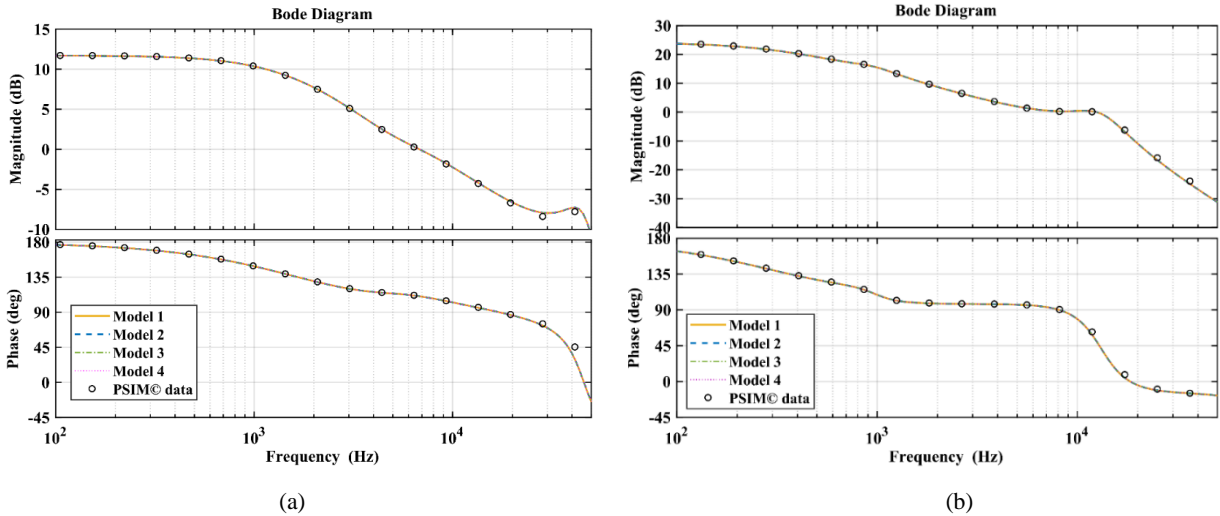 Bode Diagram
15
10
5
0
-5
-10
Magnitude (dB)
180
135
90
45
0
-45
Phase (deg)
Model 1
Model 2
Model 3
Model 4
PSIM© data
10^2
10^3
10^4
Frequency (Hz)
(a)
Bode Diagram
30
20
10
0
-10
-20
-30
-40
Magnitude (dB)
180
135
90
45
0
-45
Phase (deg)
Model 1
Model 2
Model 3
Model 4
PSIM© data
10^2
10^3
10^4
Frequency (Hz)
(b)